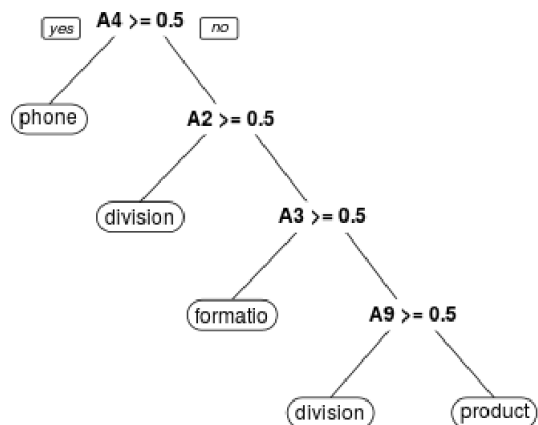 yes A4 >= 0.5 no
phone
A2 >= 0.5
division
A3 >= 0.5
formatio
A9 >= 0.5
division product